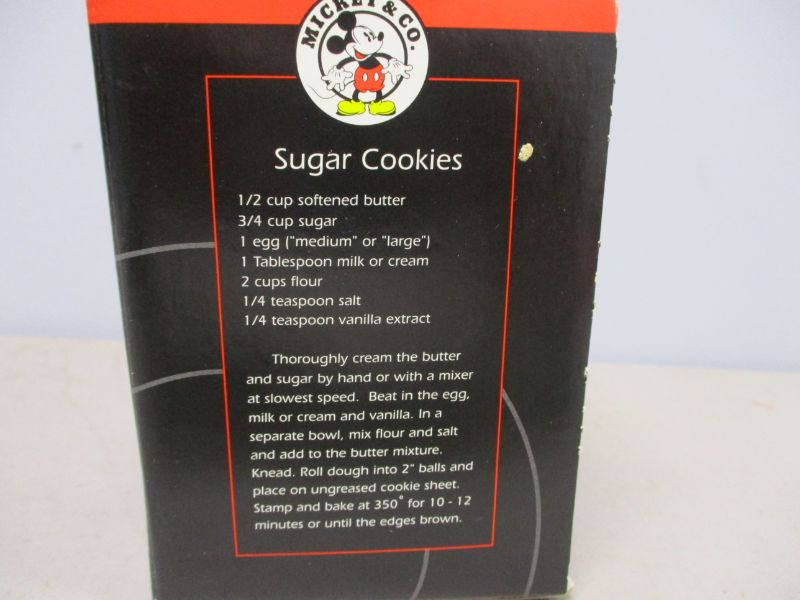 MICKEY & CO.
Sugar Cookies
1/2 cup softened butter
3/4 cup sugar
1 egg ("medium" or "large")
1 Tablespoon milk or cream
2 cups flour
1/4 teaspoon salt
1/4 teaspoon vanilla extract
Thoroughly cream the butter
and sugar by hand or with a mixer
at slowest speed. Beat in the egg,
milk or cream and vanilla. In a
separate bowl, mix flour and salt
and add to the butter mixture.
Knead. Roll dough into 2" balls and
place on ungreased cookie sheet.
Stamp and bake at 350° for 10 - 12
minutes or until the edges brown.